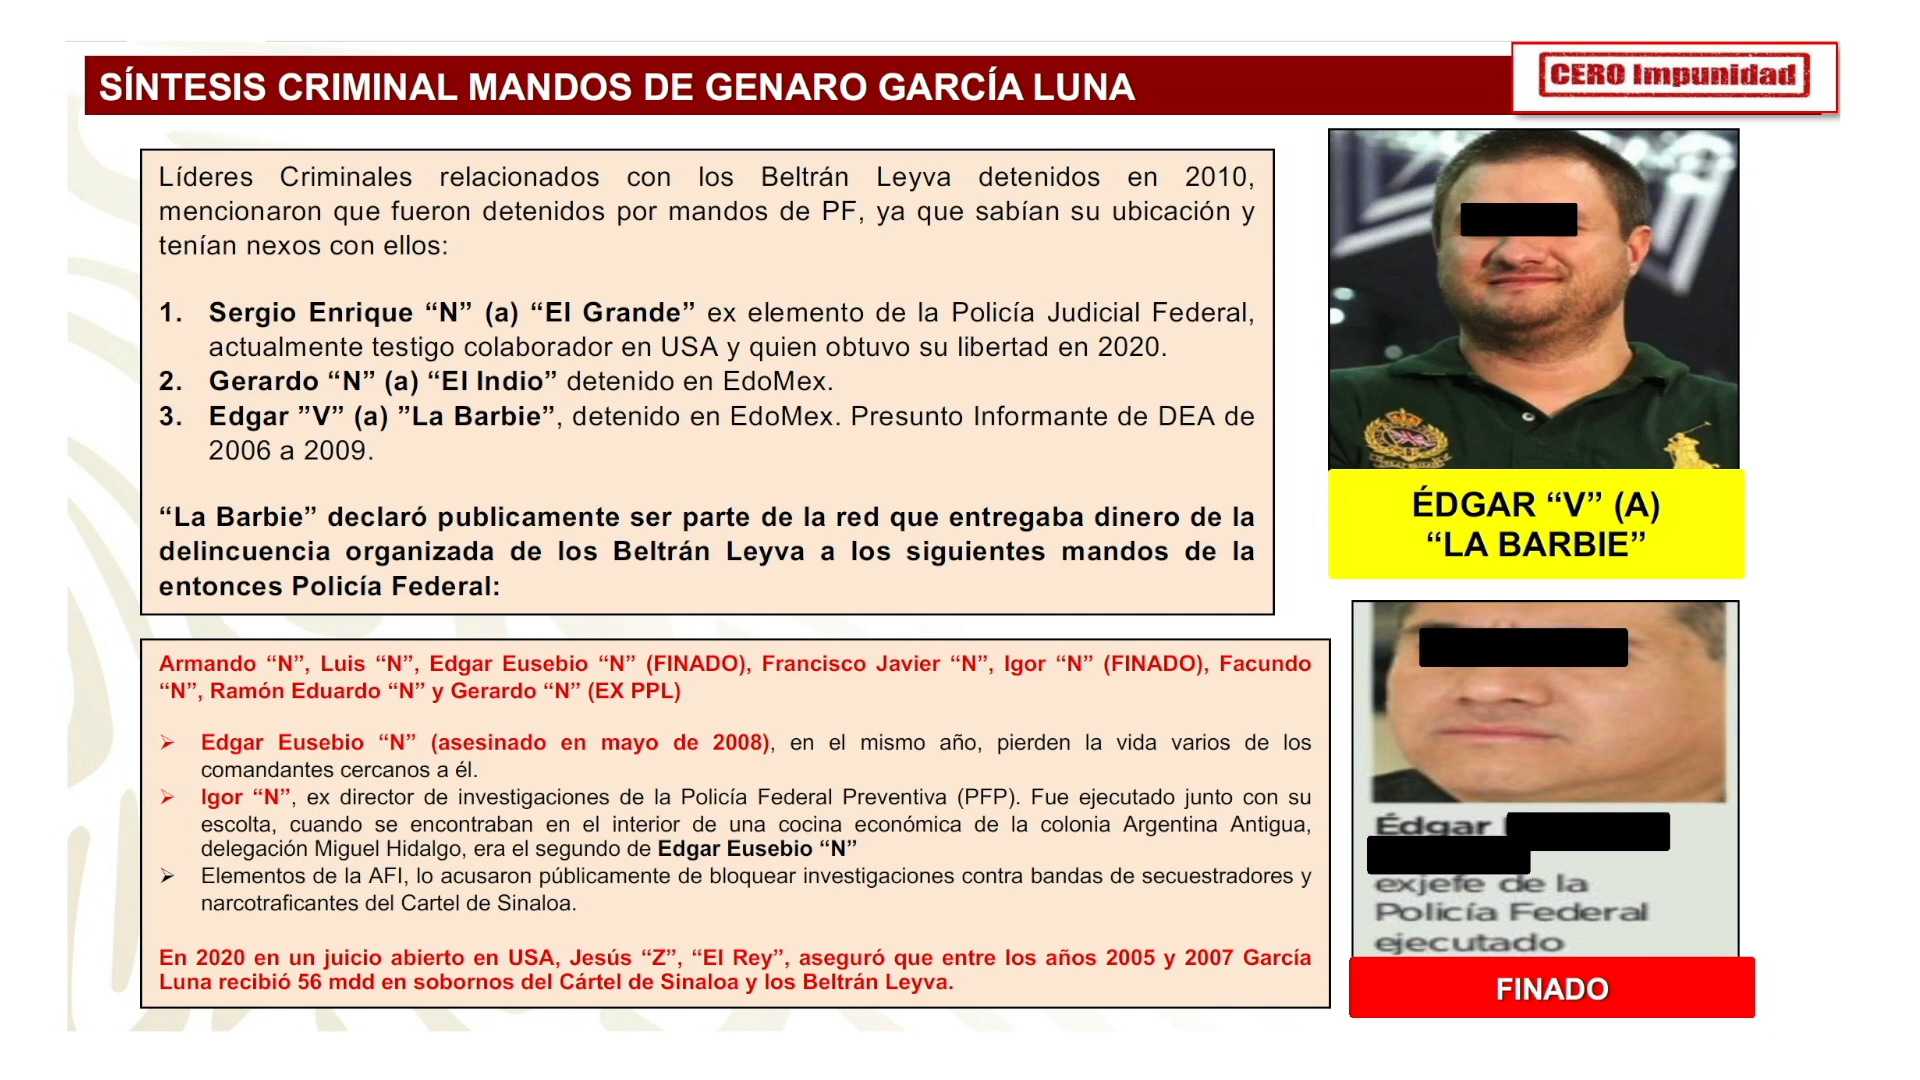 SÍNTESIS CRIMINAL MANDOS DE GENARO GARCÍA LUNA
CERO Impunidad
Líderes Criminales relacionados con los Beltrán Leyva detenidos en 2010,
mencionaron que fueron detenidos por mandos de PF, ya que sabían su ubicación y
tenían nexos con ellos:
1. Sergio Enrique “N” (a) “El Grande” ex elemento de la Policía Judicial Federal,
actualmente testigo colaborador en USA y quien obtuvo su libertad en 2020.
2. Gerardo “N” (a) “El Indio” detenido en EdoMex.
3. Edgar ”V” (a) ”La Barbie”, detenido en EdoMex. Presunto Informante de DEA de
2006 a 2009.
“La Barbie” declaró publicamente ser parte de la red que entregaba dinero de la
delincuencia organizada de los Beltrán Leyva a los siguientes mandos de la
entonces Policía Federal:
ÉDGAR “V” (A)
“LA BARBIE”
Armando “N”, Luis “N”, Edgar Eusebio “N” (FINADO), Francisco Javier “N”, Igor “N” (FINADO), Facundo
“N”, Ramón Eduardo “N” y Gerardo “N” (EX PPL)
➢ Edgar Eusebio “N” (asesinado en mayo de 2008), en el mismo año, pierden la vida varios de los
comandantes cercanos a él.
➢ Igor “N”, ex director de investigaciones de la Policía Federal Preventiva (PFP). Fue ejecutado junto con su
escolta, cuando se encontraban en el interior de una cocina económica de la colonia Argentina Antigua,
delegación Miguel Hidalgo, era el segundo de Edgar Eusebio “N”
➢ Elementos de la AFI, lo acusaron públicamente de bloquear investigaciones contra bandas de secuestradores y
narcotraficantes del Cartel de Sinaloa.
En 2020 en un juicio abierto en USA, Jesús “Z”, “El Rey”, aseguró que entre los años 2005 y 2007 García
Luna recibió 56 mdd en sobornos del Cártel de Sinaloa y los Beltrán Leyva.
Édgar
exjefe de la
Policía Federal
ejecutado
FINADO